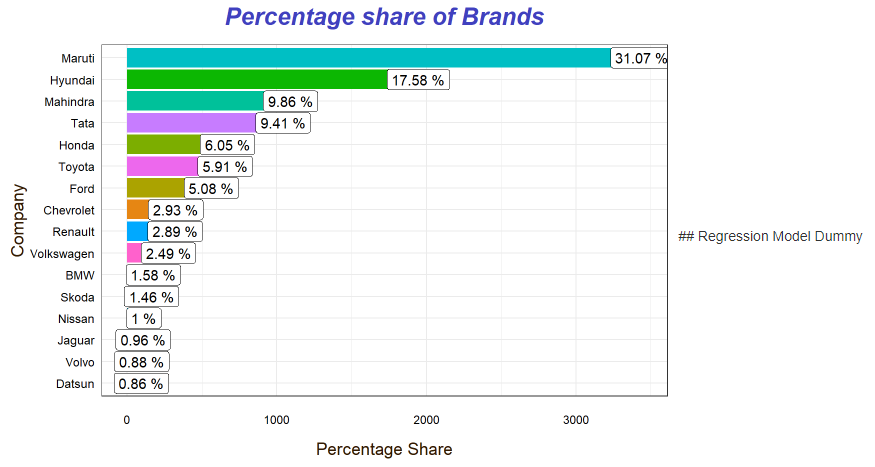 Percentage share of Brands
Maruti 31.07 %
Hyundai 17.58 %
Mahindra 9.86 %
Tata 9.41 %
Honda 6.05 %
Toyota 5.91 %
Ford 5.08 %
Chevrolet 2.93 %
Renault 2.89 %
Volkswagen 2.49 %
BMW 1.58 %
Skoda 1.46 %
Nissan 1 %
Jaguar 0.96 %
Volvo 0.88 %
Datsun 0.86 %
Company
0 1000 2000 3000
Percentage Share
## Regression Model Dummy